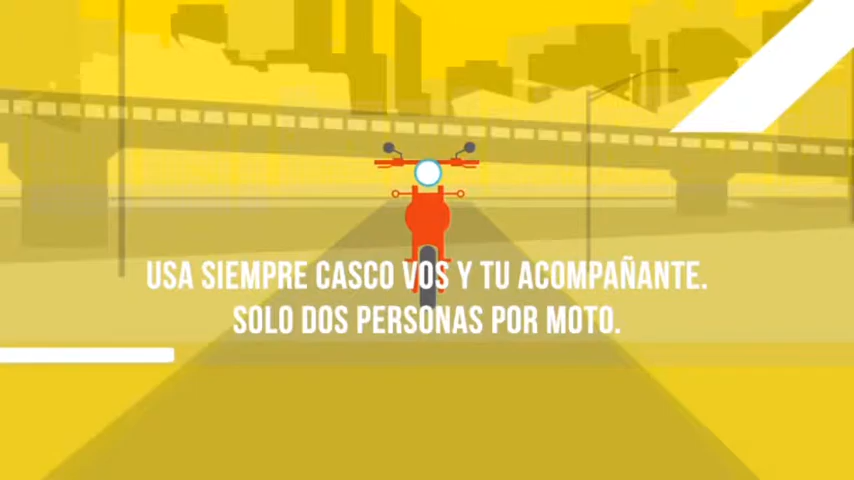 USA SIEMPRE CASCO VOS Y TU ACOMPAÑANTE.
SOLO DOS PERSONAS POR MOTO.